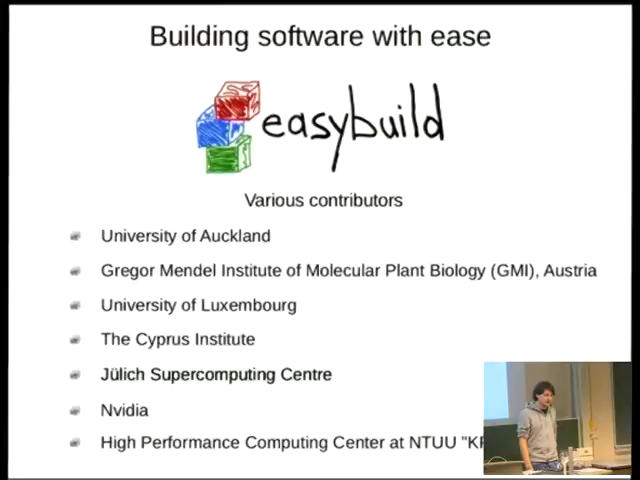 Building software with ease
easybuild
Various contributors
University of Auckland
Gregor Mendel Institute of Molecular Plant Biology (GMI), Austria
University of Luxembourg
The Cyprus Institute
Jülich Supercomputing Centre
Nvidia
High Performance Computing Center at NTUU